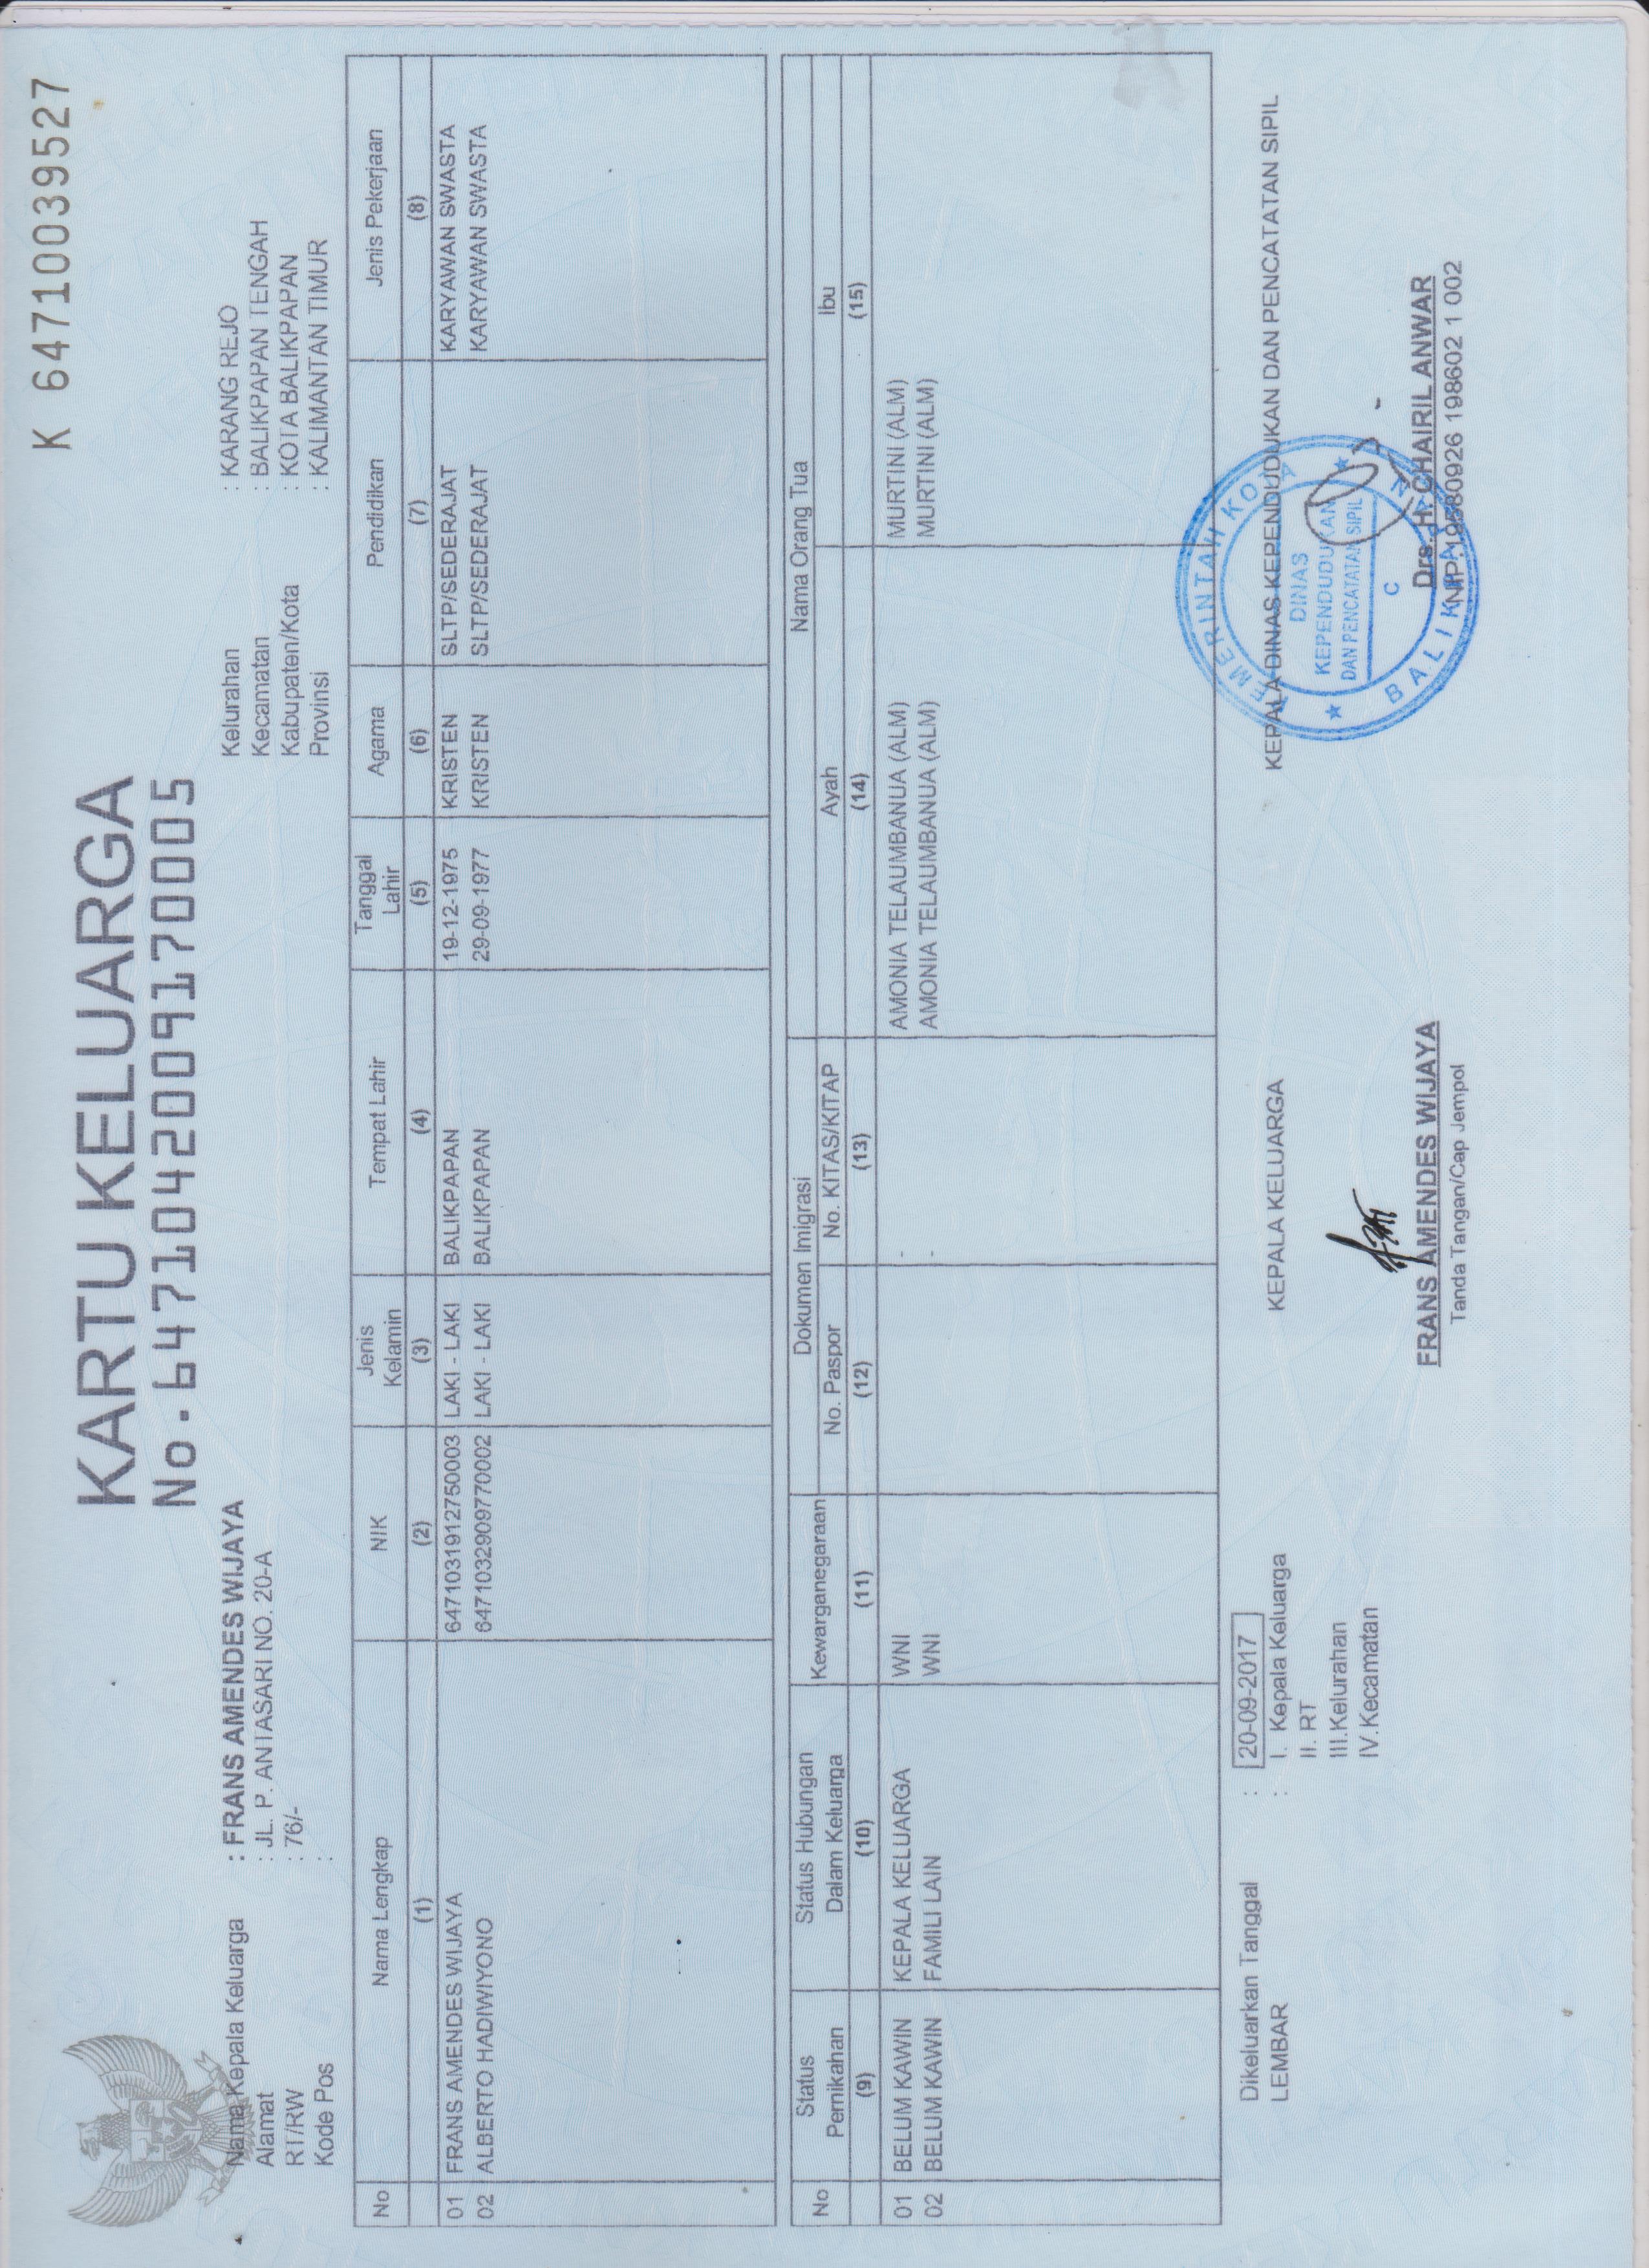 K 64710039527
KARTU KELUARGA
No.6471042009170005
Nama Kepala Keluarga : FRANS AMENDES WIJAYA
Alamat : JL. P. ANTASARI NO. 20-A
RT/RW : 76/-
Kode Pos :
Kelurahan : KARANG REJO
Kecamatan : BALIKPAPAN TENGAH
Kabupaten/Kota : KOTA BALIKPAPAN
Provinsi : KALIMANTAN TIMUR
No Nama Lengkap NIK Jenis Kelamin Tempat Lahir Tanggal Lahir Agama Pendidikan Jenis Pekerjaan
(1) (2) (3) (4) (5) (6) (7) (8)
01 FRANS AMENDES WIJAYA 6471031912750003 LAKI - LAKI BALIKPAPAN 19-12-1975 KRISTEN SLTP/SEDERAJAT KARYAWAN SWASTA
02 ALBERTO HADIWIYONO 6471032909770002 LAKI - LAKI BALIKPAPAN 29-09-1977 KRISTEN SLTP/SEDERAJAT KARYAWAN SWASTA
No Status Pernikahan Status Hubungan Dalam Keluarga Kewarganegaraan Dokumen Imigrasi Nama Orang Tua
No. Paspor No. KITAS/KITAP Ayah Ibu
(9) (10) (11) (12) (13) (14) (15)
01 BELUM KAWIN KEPALA KELUARGA WNI - AMONIA TELAUMBANUA (ALM) MURTINI (ALM)
02 BELUM KAWIN FAMILI LAIN WNI - AMONIA TELAUMBANUA (ALM) MURTINI (ALM)
Dikeluarkan Tanggal : 20-09-2017
LEMBAR : I. Kepala Keluarga
II. RT
III.Kelurahan
IV.Kecamatan
KEPALA KELUARGA
FRANS AMENDES WIJAYA
Tanda Tangan/Cap Jempol
KEPALA DINAS KEPENDUDUKAN DAN PENCATATAN SIPIL
PEMERINTAH KOTA
DINAS
KEPENDUDUKAN
DAN PENCATATAN SIPIL
C
BALIKPAPAN
Drs. H. CHAIRIL ANWAR
NIP.19580926 198602 1 002